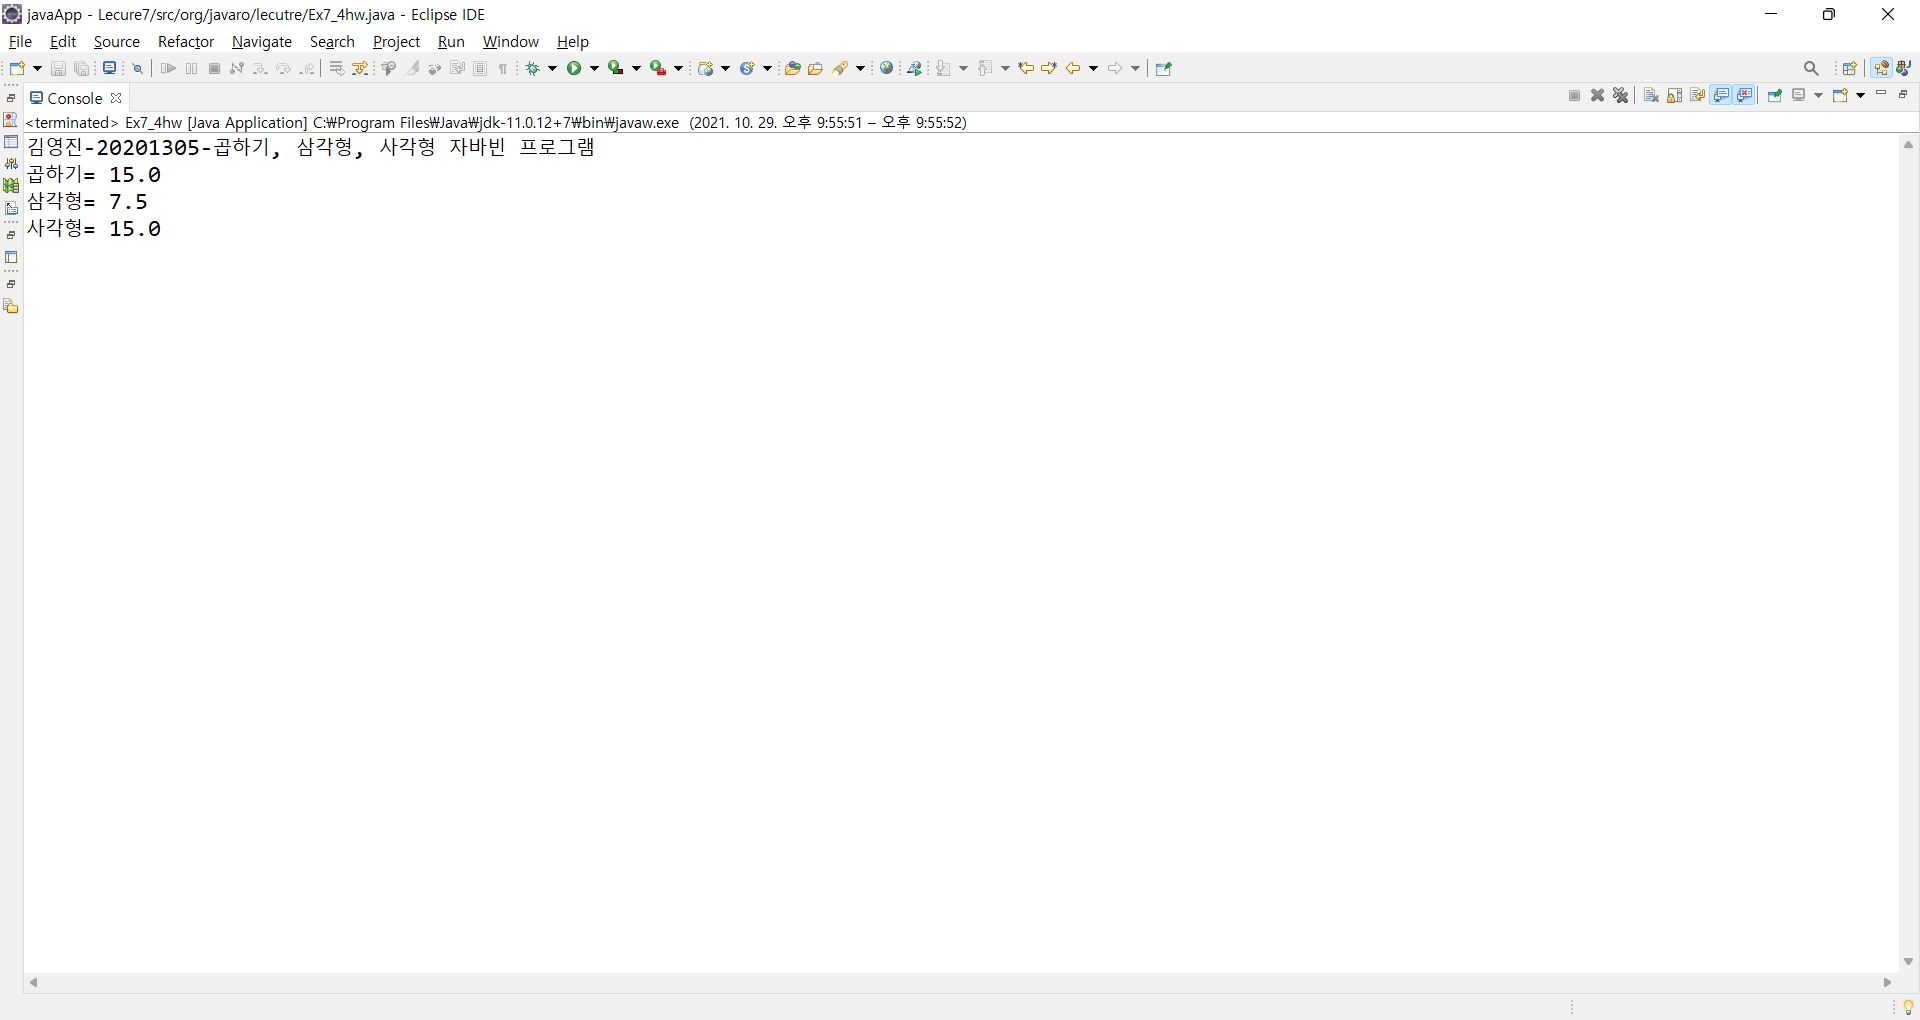 javaApp - Lecure7/src/org/javaro/lecutre/Ex7_4hw.java - Eclipse IDE
File Edit Source Refactor Navigate Search Project Run Window Help
Console
<terminated> Ex7_4hw [Java Application] C:₩Program Files₩Java₩jdk-11.0.12+7₩bin₩javaw.exe (2021. 10. 29. 오후 9:55:51 – 오후 9:55:52)
김영진-20201305-곱하기, 삼각형, 사각형 자바빈 프로그램
곱하기= 15.0
삼각형= 7.5
사각형= 15.0